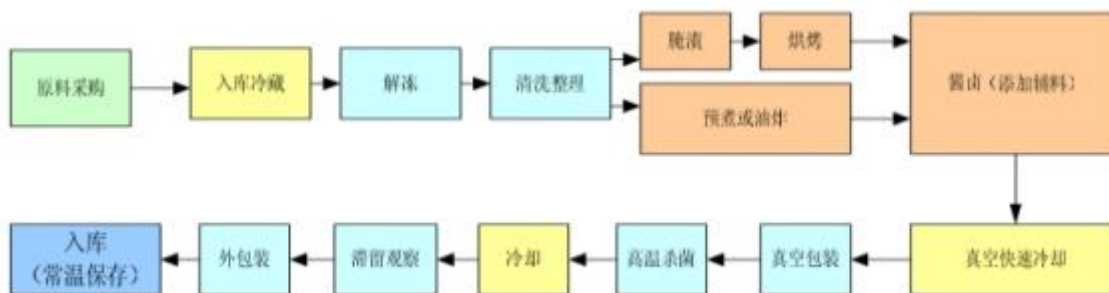 原料采购
入库冷藏
解冻
清洗整理
腌渍
烘烤
预煮或油炸
酱卤（添加辅料）
真空快速冷却
真空包装
高温杀菌
冷却
滞留观察
外包装
入库
（常温保存）